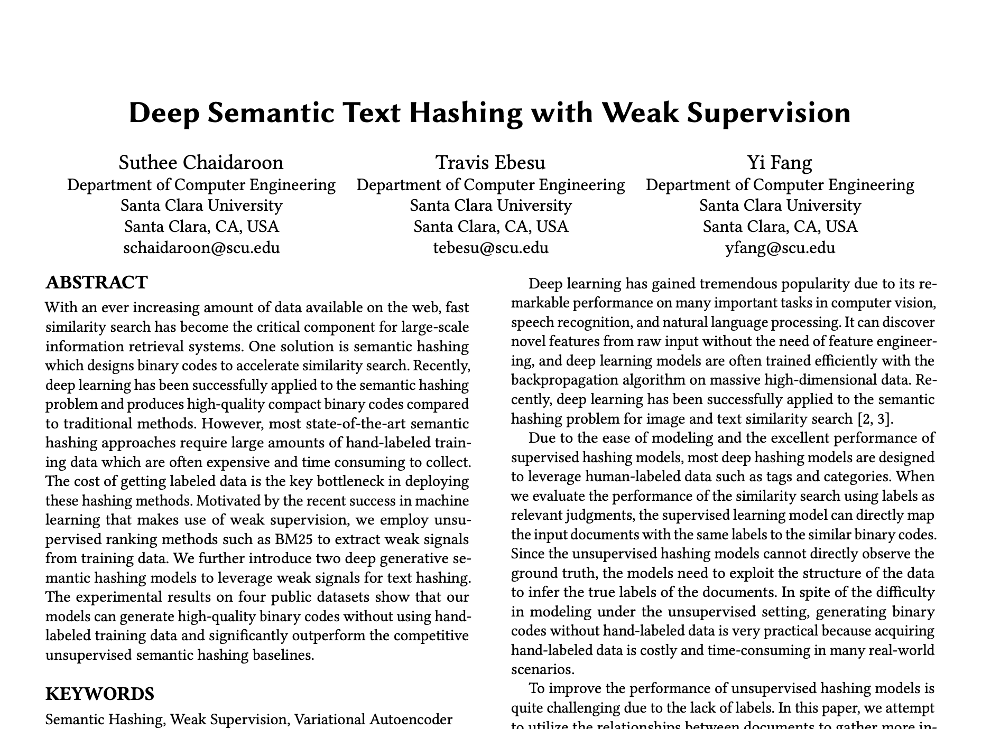 Deep Semantic Text Hashing with Weak Supervision
Suthee Chaidaroon
Department of Computer Engineering
Santa Clara University
Santa Clara, CA, USA
schaidaroon@scu.edu
Travis Ebesu
Department of Computer Engineering
Santa Clara University
Santa Clara, CA, USA
tebesu@scu.edu
Yi Fang
Department of Computer Engineering
Santa Clara University
Santa Clara, CA, USA
yfang@scu.edu
ABSTRACT
With an ever increasing amount of data available on the web, fast
similarity search has become the critical component for large-scale
information retrieval systems. One solution is semantic hashing
which designs binary codes to accelerate similarity search. Recently,
deep learning has been successfully applied to the semantic hashing
problem and produces high-quality compact binary codes compared
to traditional methods. However, most state-of-the-art semantic
hashing approaches require large amounts of hand-labeled train-
ing data which are often expensive and time consuming to collect.
The cost of getting labeled data is the key bottleneck in deploying
these hashing methods. Motivated by the recent success in machine
learning that makes use of weak supervision, we employ unsu-
pervised ranking methods such as BM25 to extract weak signals
from training data. We further introduce two deep generative se-
mantic hashing models to leverage weak signals for text hashing.
The experimental results on four public datasets show that our
models can generate high-quality binary codes without using hand-
labeled training data and significantly outperform the competitive
unsupervised semantic hashing baselines.
KEYWORDS
Semantic Hashing, Weak Supervision, Variational Autoencoder
Deep learning has gained tremendous popularity due to its re-
markable performance on many important tasks in computer vision,
speech recognition, and natural language processing. It can discover
novel features from raw input without the need of feature engineer-
ing, and deep learning models are often trained efficiently with the
backpropagation algorithm on massive high-dimensional data. Re-
cently, deep learning has been successfully applied to the semantic
hashing problem for image and text similarity search [2, 3].
Due to the ease of modeling and the excellent performance of
supervised hashing models, most deep hashing models are designed
to leverage human-labeled data such as tags and categories. When
we evaluate the performance of the similarity search using labels as
relevant judgments, the supervised learning model can directly map
the input documents with the same labels to the similar binary codes.
Since the unsupervised hashing models cannot directly observe the
ground truth, the models need to exploit the structure of the data
to infer the true labels of the documents. In spite of the difficulty
in modeling under the unsupervised setting, generating binary
codes without hand-labeled data is very practical because acquiring
hand-labeled data is costly and time-consuming in many real-world
scenarios.
To improve the performance of unsupervised hashing models is
quite challenging due to the lack of labels. In this paper, we attempt
to utilize the relationships between documents to gather more in-